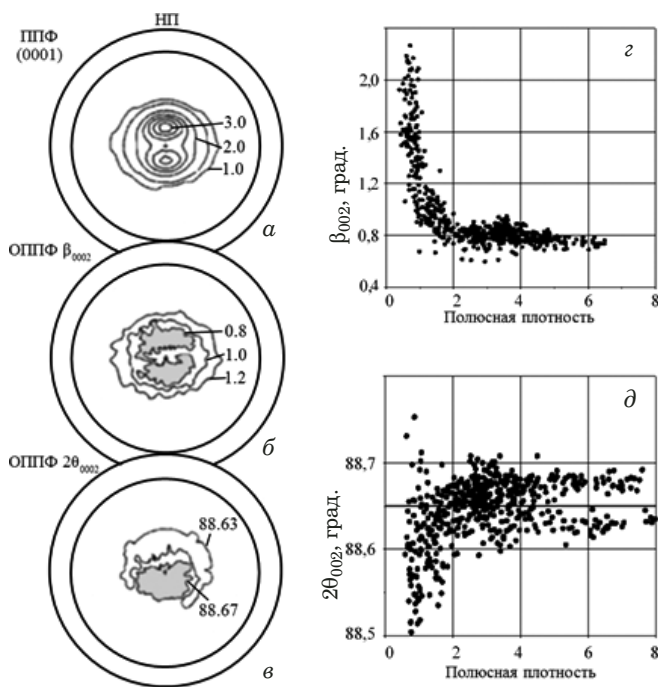 НП
ППФ
(0001)
3.0
2.0
1.0
а
ОППФ β0002
0.8
1.0
1.2
б
ОППФ 2θ0002
88.63
88.67
в
г
2,0
1,6
1,2
0,8
0,4
β002, град.
0 2 4 6 8
Полюсная плотность
д
88,7
88,6
88,5
2θ002, град.
0 2 4 6 8
Полюсная плотность